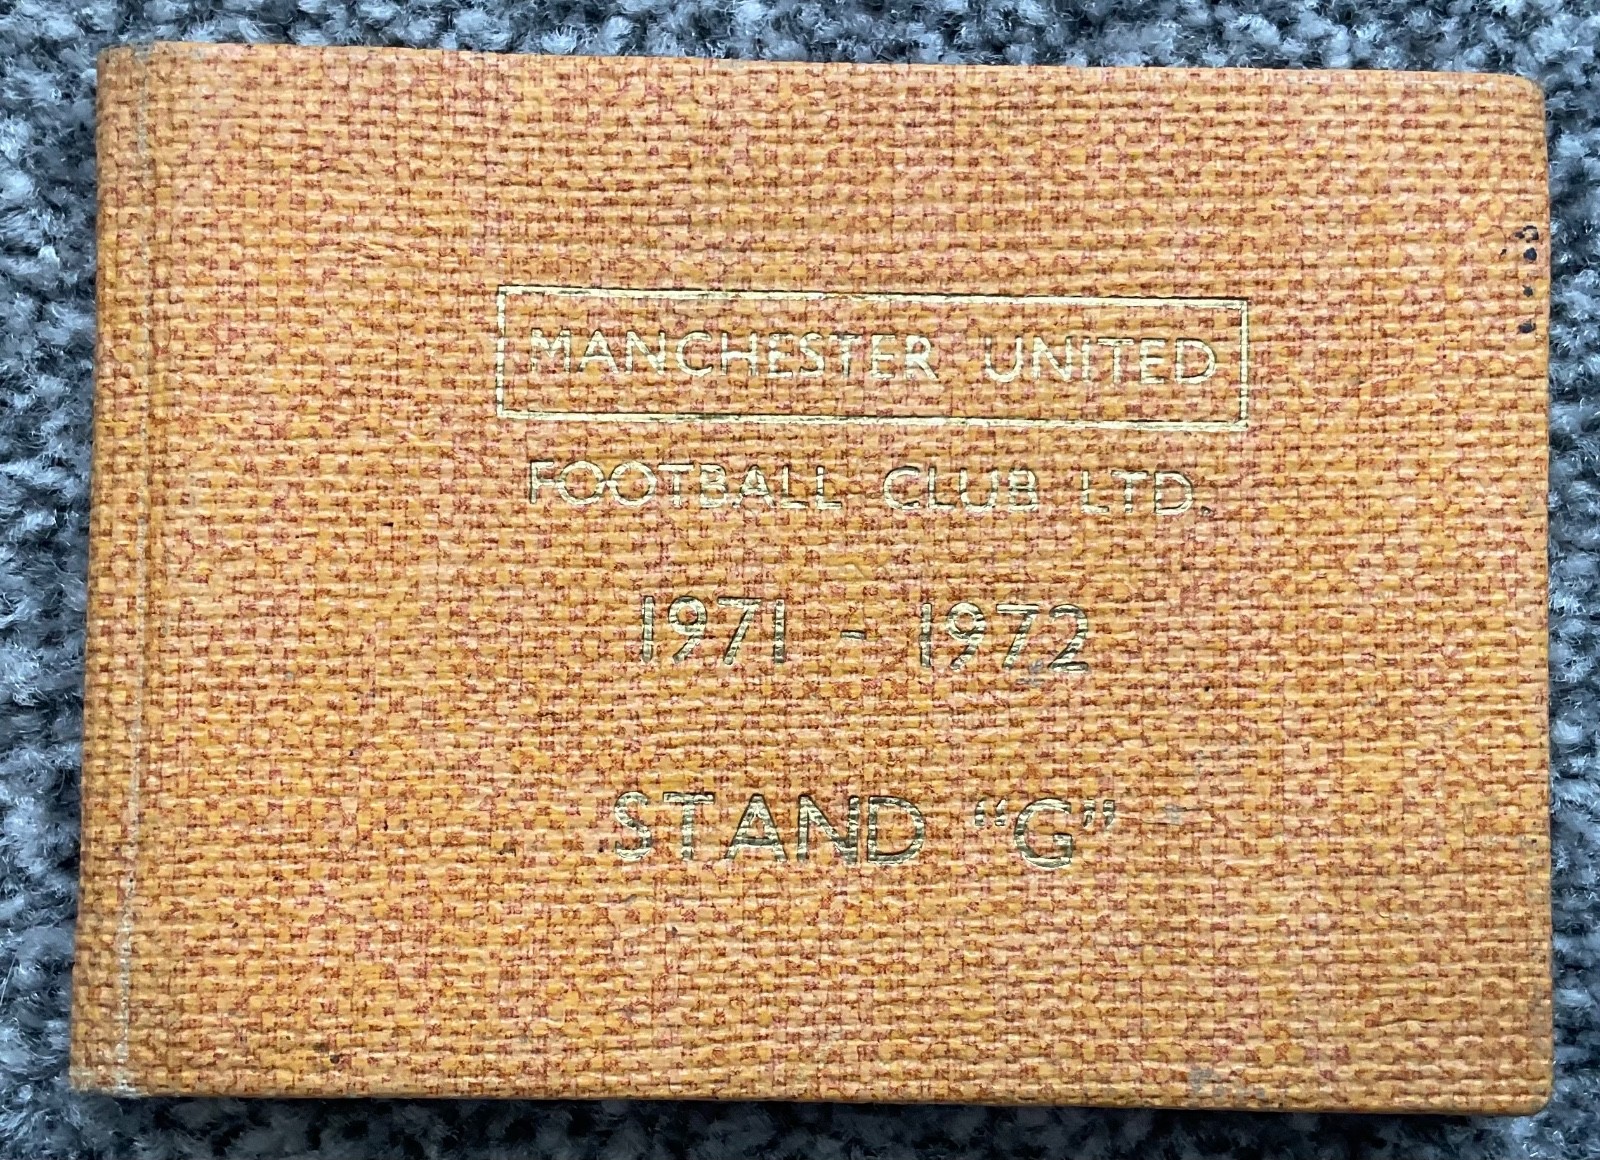 MANCHESTER UNITED
FOOTBALL CLUB LTD.
1971 - 1972
STAND “G”